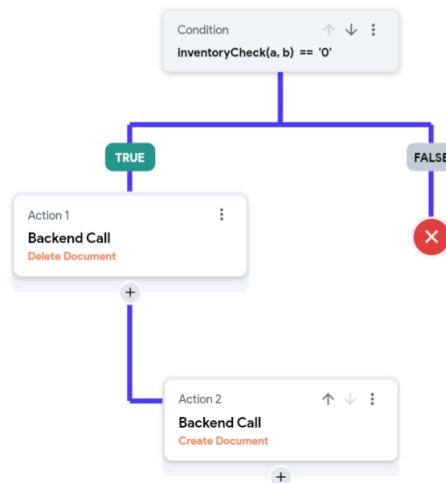 Condition
inventoryCheck(a, b) == '0'
TRUE
FALSE
Action 1
Backend Call
Delete Document
Action 2
Backend Call
Create Document